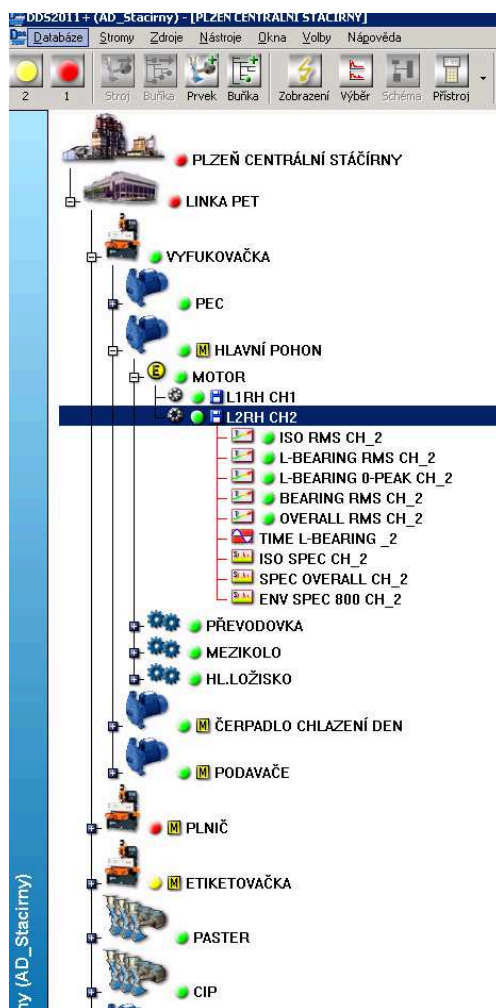 DDS2011+ (AD_Stacirny) - [PLZEŇ CENTRÁLNÍ STÁČÍRNY]
Databáze Stromy Zdroje Nástroje Okna Volby Nápověda
2 1 Stroj Buňka Prvek Buňka Zobrazení Výběr Schéma Přístroj
PLZEŇ CENTRÁLNÍ STÁČÍRNY
LINKA PET
VYFUKOVAČKA
PEC
M HLAVNÍ POHON
E MOTOR
L1RH CH1
L2RH CH2
ISO RMS CH_2
L-BEARING RMS CH_2
L-BEARING 0-PEAK CH_2
BEARING RMS CH_2
OVERALL RMS CH_2
TIME L-BEARING _2
ISO SPEC CH_2
SPEC OVERALL CH_2
ENV SPEC 800 CH_2
PŘEVODOVKA
MEZIKOLO
HL.LOŽISKO
M ČERPADLO CHLAZENÍ DEN
M PODAVAČE
M PLNIČ
M ETIKETOVAČKA
PASTER
CIP
ny (AD_Stacirny)